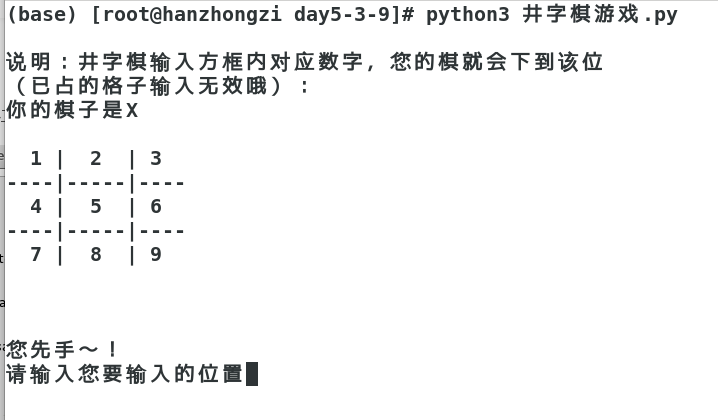 (base) [root@hanzhongzi day5-3-9]# python3 井字棋游戏.py
说明：井字棋输入方框内对应数字，您的棋就会下到该位
（已占的格子输入无效哦）：
你的棋子是X
1 | 2 | 3
----|-----|----
4 | 5 | 6
----|-----|----
7 | 8 | 9
您先手～！
请输入您要输入的位置